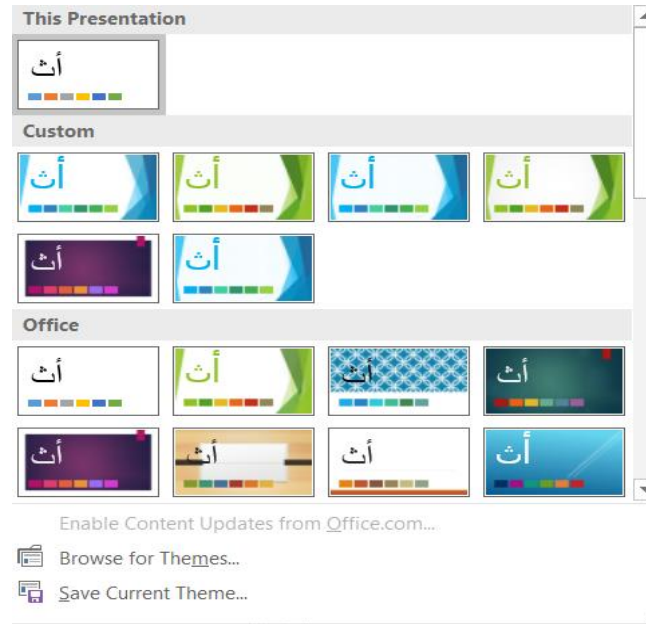 This Presentation
أث
Custom
أث أث أث أث
أث أث
Office
أث أث أث أث
أث أث أث أث
Enable Content Updates from Office.com...
Browse for Themes...
Save Current Theme...